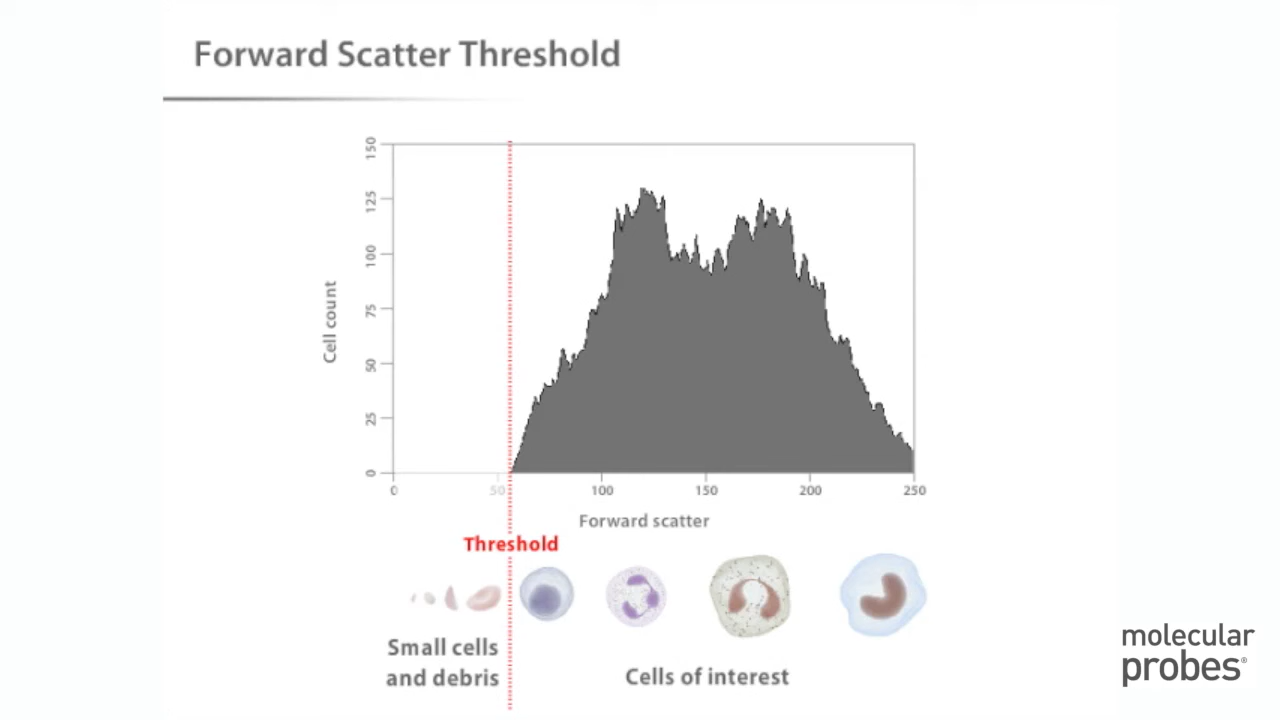 Forward Scatter Threshold
150
125
100
75
50
25
0
Cell count
0 50 100 150 200 250
Forward scatter
Threshold
Small cells
and debris
Cells of interest
molecular
probes®